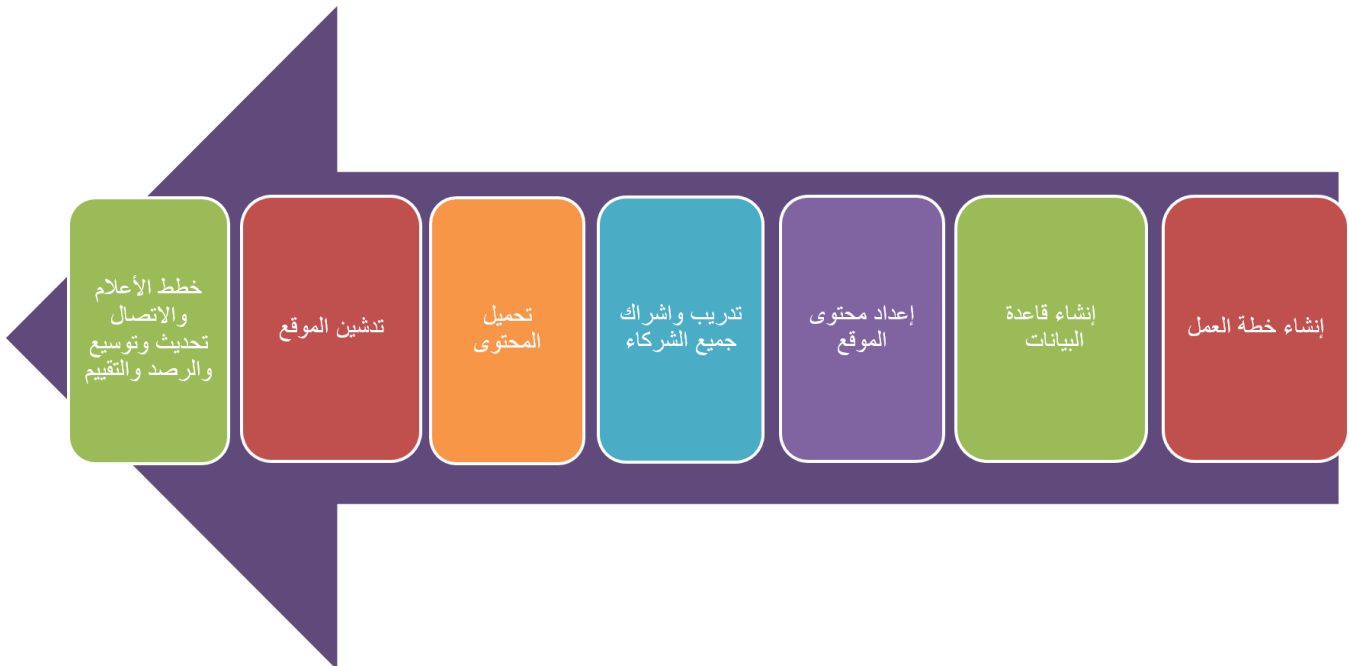 إنشاء خطة العمل
إنشاء قاعدة
البيانات
إعداد محتوى
الموقع
تدريب واشراك
جميع الشركاء
تحميل
المحتوى
تدشين الموقع
خطط الأعلام
والاتصال
تحديث وتوسيع
والرصد والتقييم